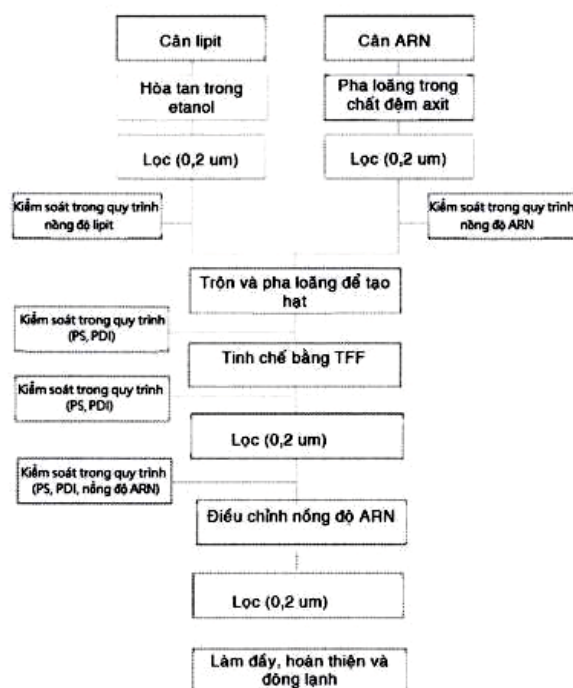 Cân lipit
Cân ARN
Hòa tan trong
etanol
Pha loãng trong
chất đệm axit
Lọc (0,2 um)
Lọc (0,2 um)
Kiểm soát trong quy trình
nồng độ lipit
Kiểm soát trong quy trình
nồng độ ARN
Trộn và pha loãng để tạo
hạt
Kiểm soát trong quy trình
(PS, PDI)
Tinh chế bằng TFF
Kiểm soát trong quy trình
(PS, PDI)
Lọc (0,2 um)
Kiểm soát trong quy trình
(PS, PDI, nồng độ ARN)
Điều chỉnh nồng độ ARN
Lọc (0,2 um)
Làm đầy, hoàn thiện và
đông lạnh